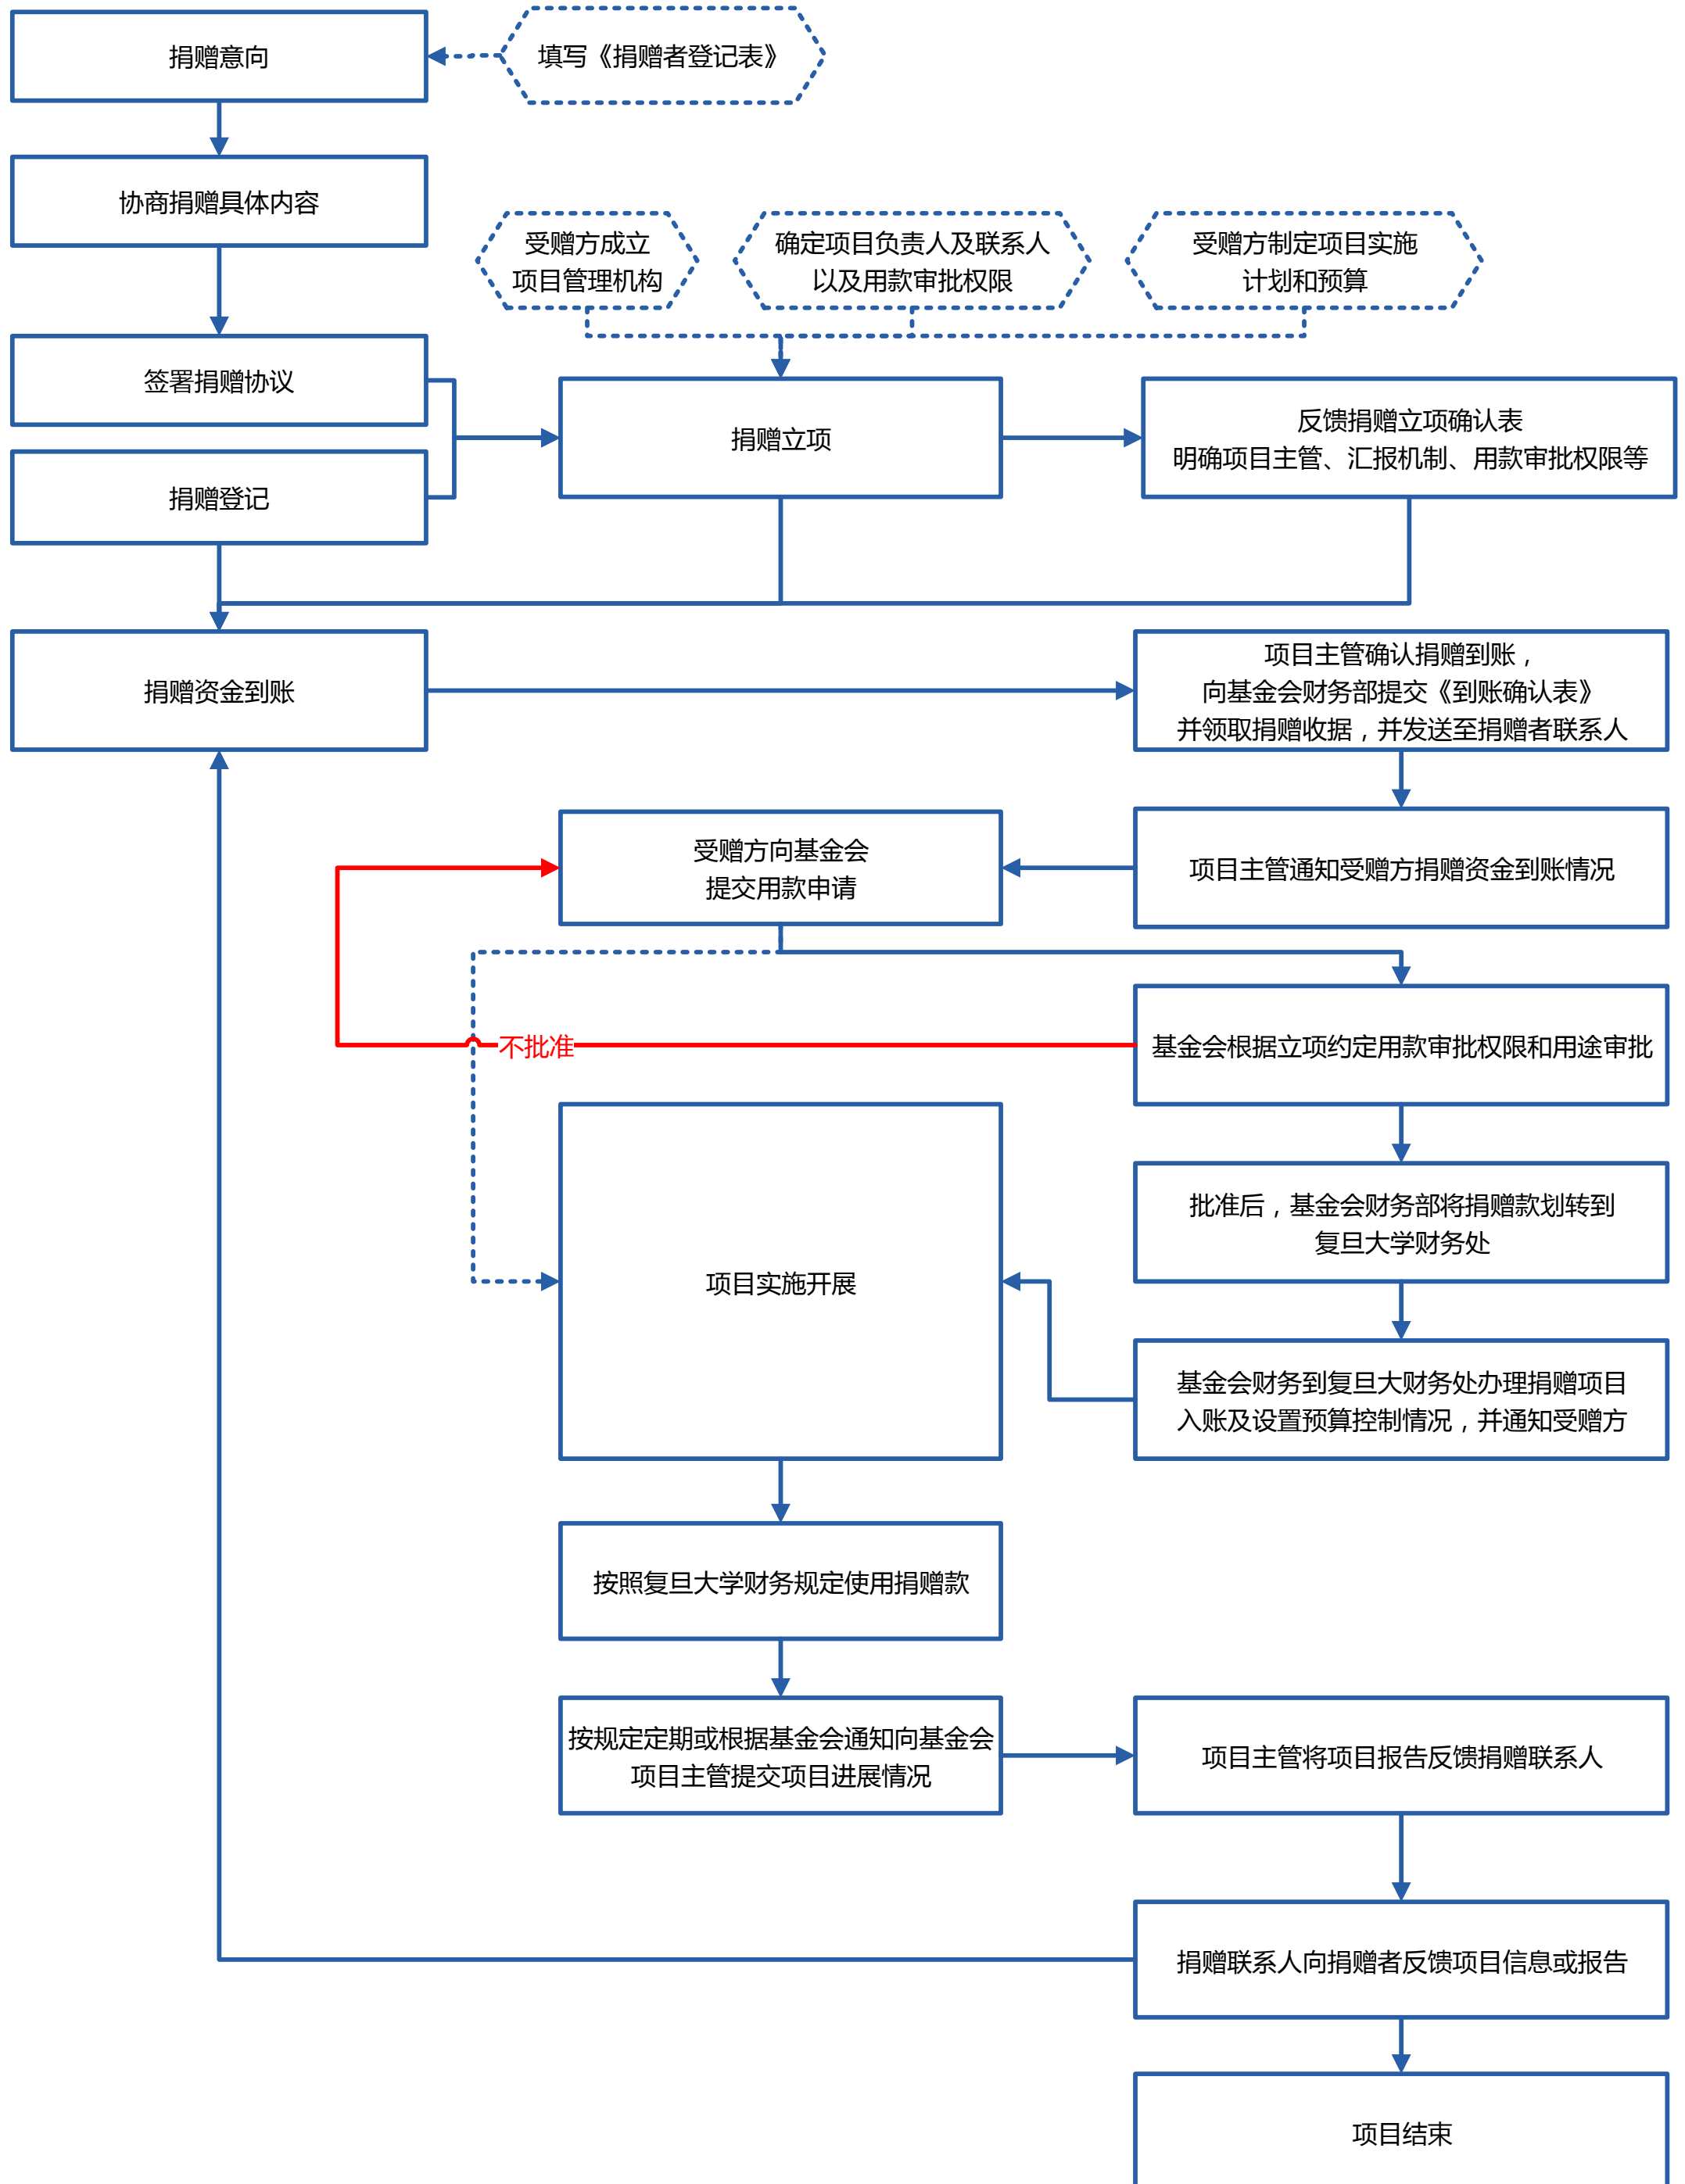 捐赠意向
填写《捐赠者登记表》
协商捐赠具体内容
受赠方成立
项目管理机构
确定项目负责人及联系人
以及用款审批权限
受赠方制定项目实施
计划和预算
签署捐赠协议
捐赠登记
捐赠立项
反馈捐赠立项确认表
明确项目主管、汇报机制、用款审批权限等
捐赠资金到账
项目主管确认捐赠到账，
向基金会财务部提交《到账确认表》
并领取捐赠收据，并发送至捐赠者联系人
受赠方向基金会
提交用款申请
项目主管通知受赠方捐赠资金到账情况
不批准
基金会根据立项约定用款审批权限和用途审批
批准后，基金会财务部将捐赠款划转到
复旦大学财务处
项目实施开展
基金会财务到复旦大财务处办理捐赠项目
入账及设置预算控制情况，并通知受赠方
按照复旦大学财务规定使用捐赠款
按规定定期或根据基金会通知向基金会
项目主管提交项目进展情况
项目主管将项目报告反馈捐赠联系人
捐赠联系人向捐赠者反馈项目信息或报告
项目结束